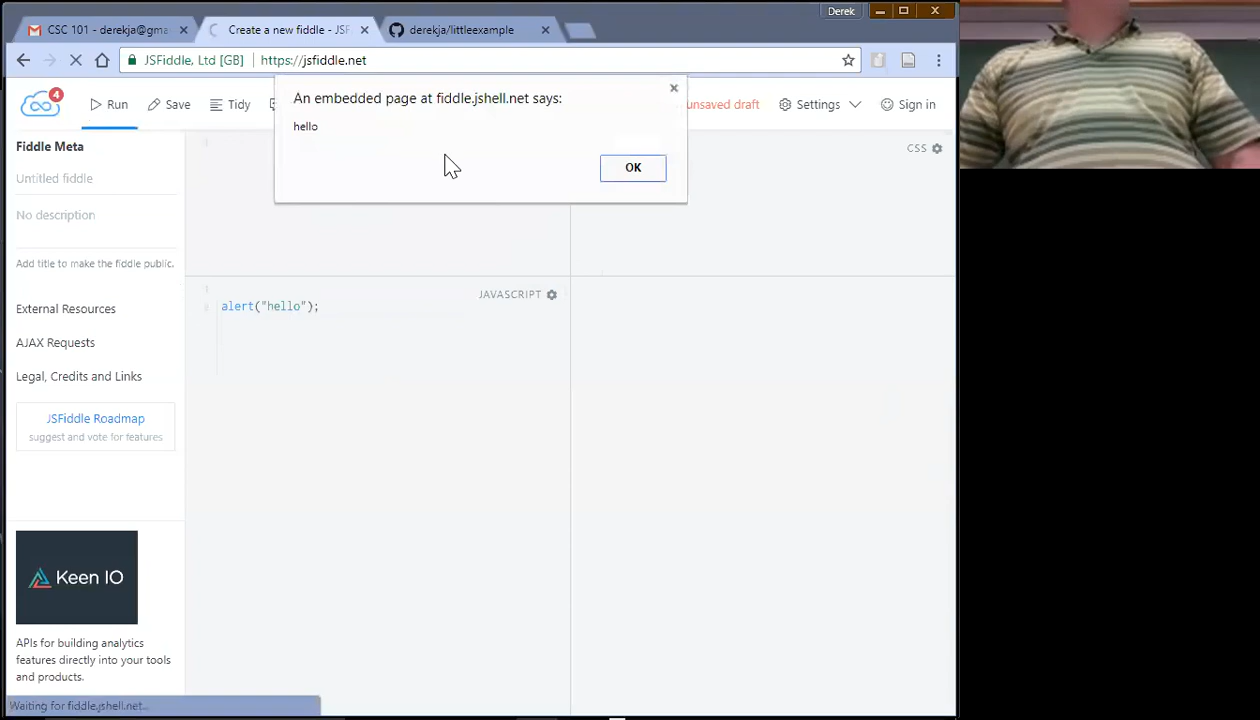 Derek
CSC 101 - derekja@gma
Create a new fiddle - JSF
derekja/littleexample
JSFiddle, Ltd [GB]
https://jsfiddle.net
4
Run
Save
Tidy
unsaved draft
Settings
Sign in
An embedded page at fiddle.jshell.net says:
hello
OK
Fiddle Meta
Untitled fiddle
No description
Add title to make the fiddle public.
External Resources
AJAX Requests
Legal, Credits and Links
JSFiddle Roadmap
suggest and vote for features
Keen IO
APIs for building analytics
features directly into your tools
and products.
CSS
JAVASCRIPT
alert("hello");
Waiting for fiddle.jshell.net...